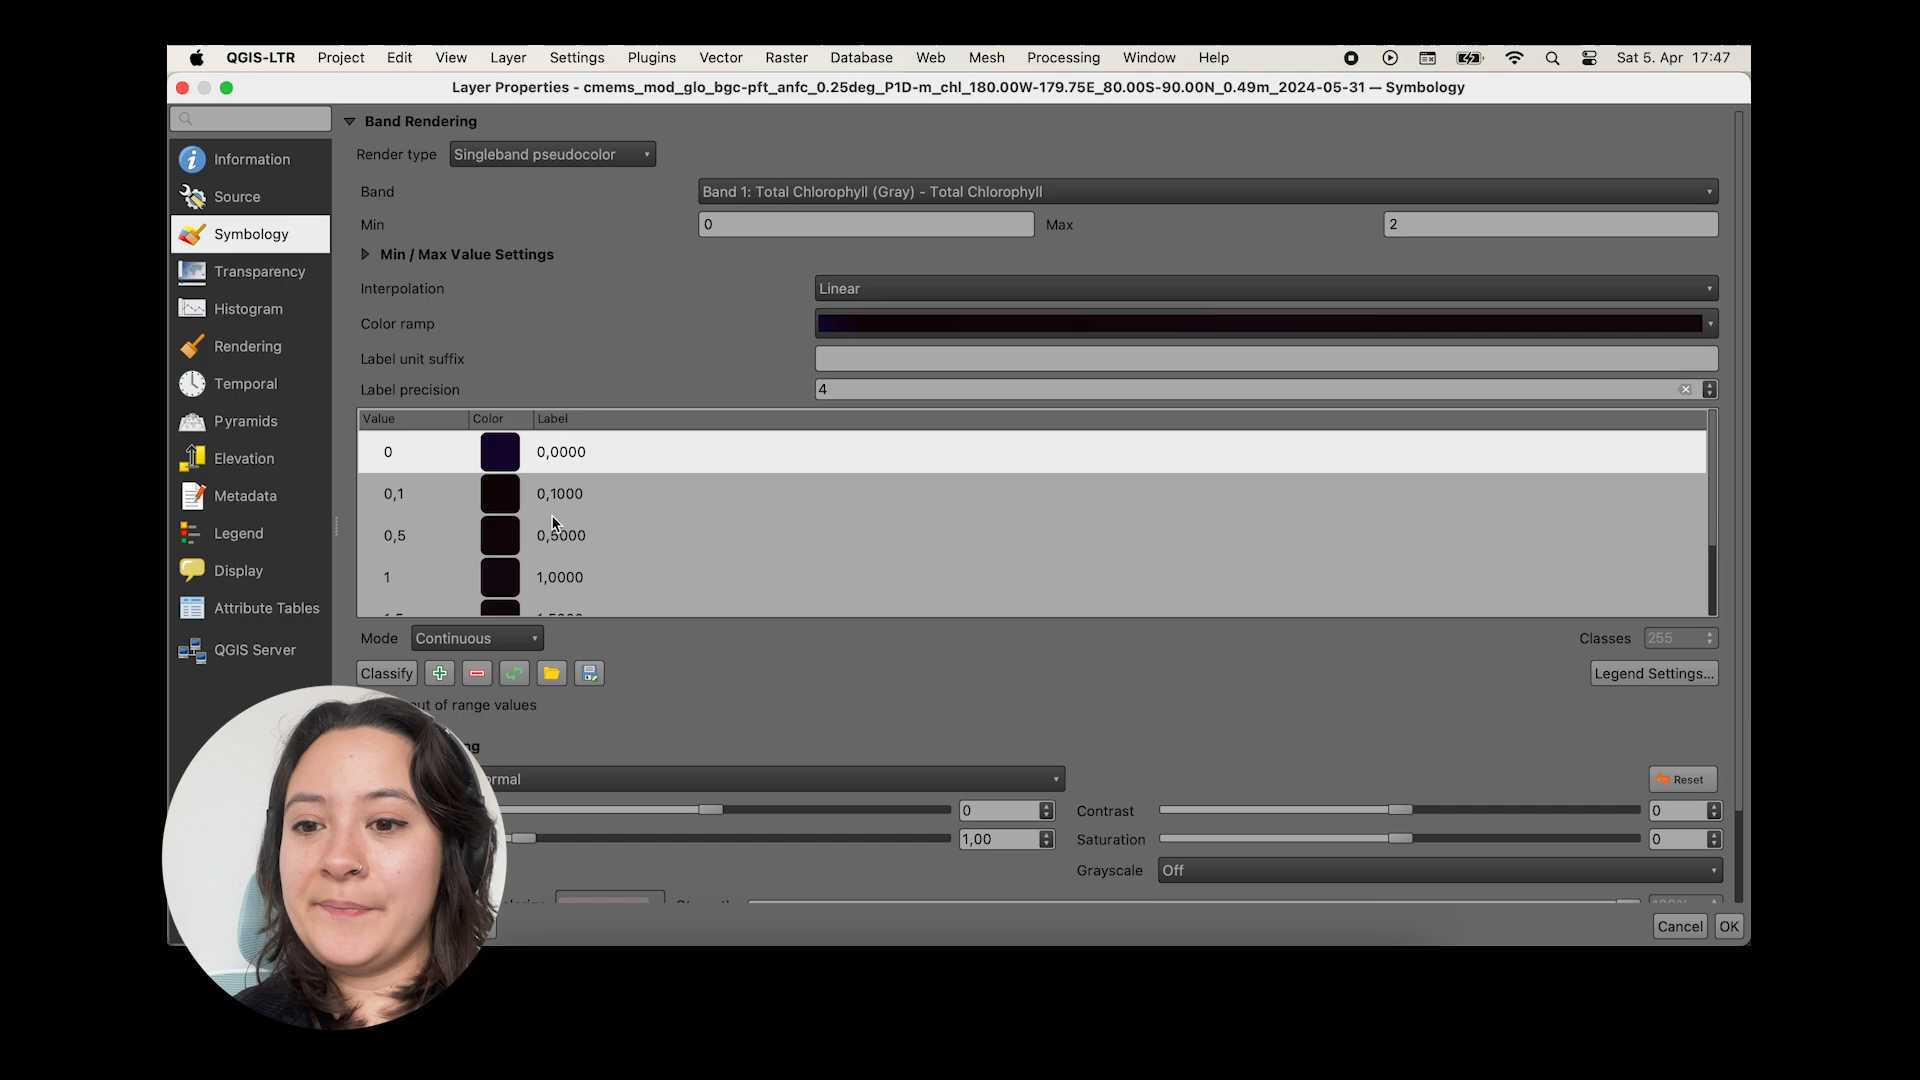 QGIS-LTR Project Edit View Layer Settings Plugins Vector Raster Database Web Mesh Processing Window Help Sat 5. Apr 17:47
Layer Properties - cmems_mod_glo_bgc-pft_anfc_0.25deg_P1D-m_chl_180.00W-179.75E_80.00S-90.00N_0.49m_2024-05-31 — Symbology
Information
Source
Symbology
Transparency
Histogram
Rendering
Temporal
Pyramids
Elevation
Metadata
Legend
Display
Attribute Tables
QGIS Server
Band Rendering
Render type Singleband pseudocolor
Band Band 1: Total Chlorophyll (Gray) - Total Chlorophyll
Min 0 Max 2
Min / Max Value Settings
Interpolation Linear
Color ramp
Label unit suffix
Label precision 4
Value Color Label
0 0,0000
0,1 0,1000
0,5 0,5000
1 1,0000
Mode Continuous Classes 255
Classify Legend Settings...
out of range values
Reset
0 Contrast 0
1,00 Saturation 0
Grayscale Off
Cancel OK